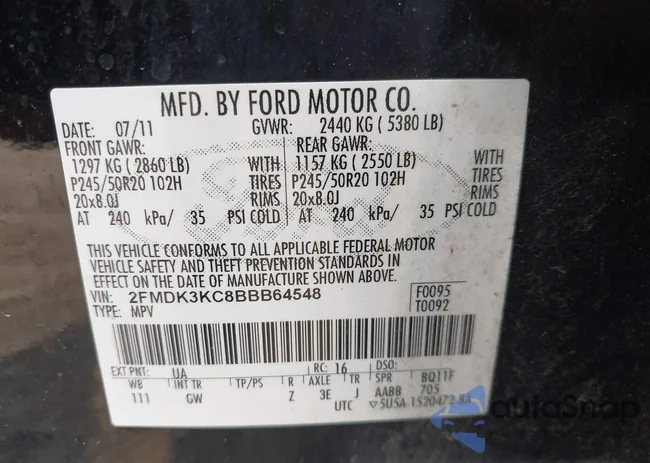 MFD. BY FORD MOTOR CO.
DATE: 07/11 GVWR: 2440 KG ( 5380 LB)
FRONT GAWR: REAR GAWR:
1297 KG ( 2860 LB) WITH 1157 KG ( 2550 LB) WITH
P245/50R20 102H TIRES P245/50R20 102H TIRES
20x8.0J RIMS 20x8.0J RIMS
AT 240 kPa/ 35 PSI COLD AT 240 kPa/ 35 PSI COLD
THIS VEHICLE CONFORMS TO ALL APPLICABLE FEDERAL MOTOR
VEHICLE SAFETY AND THEFT PREVENTION STANDARDS IN
EFFECT ON THE DATE OF MANUFACTURE SHOWN ABOVE.
VIN: 2FMDK3KC8BBB64548 F0095
TYPE: MPV T0092
EXT PNT: UA RC: 16 DSO:
WB INT TR TP/PS R AXLE TR SPR BQ11F
111 GW Z 3E J AABB 705
UTC
autoSnap